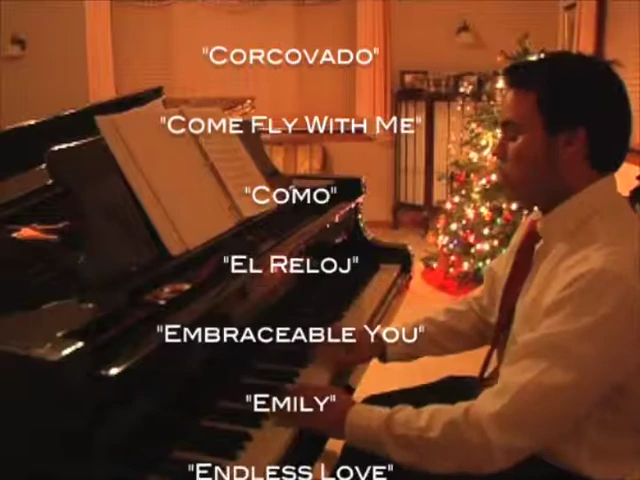 "Corcovado"
"Come Fly With Me"
"Como"
"El Reloj"
"Embraceable You"
"Emily"
"Endless Love"